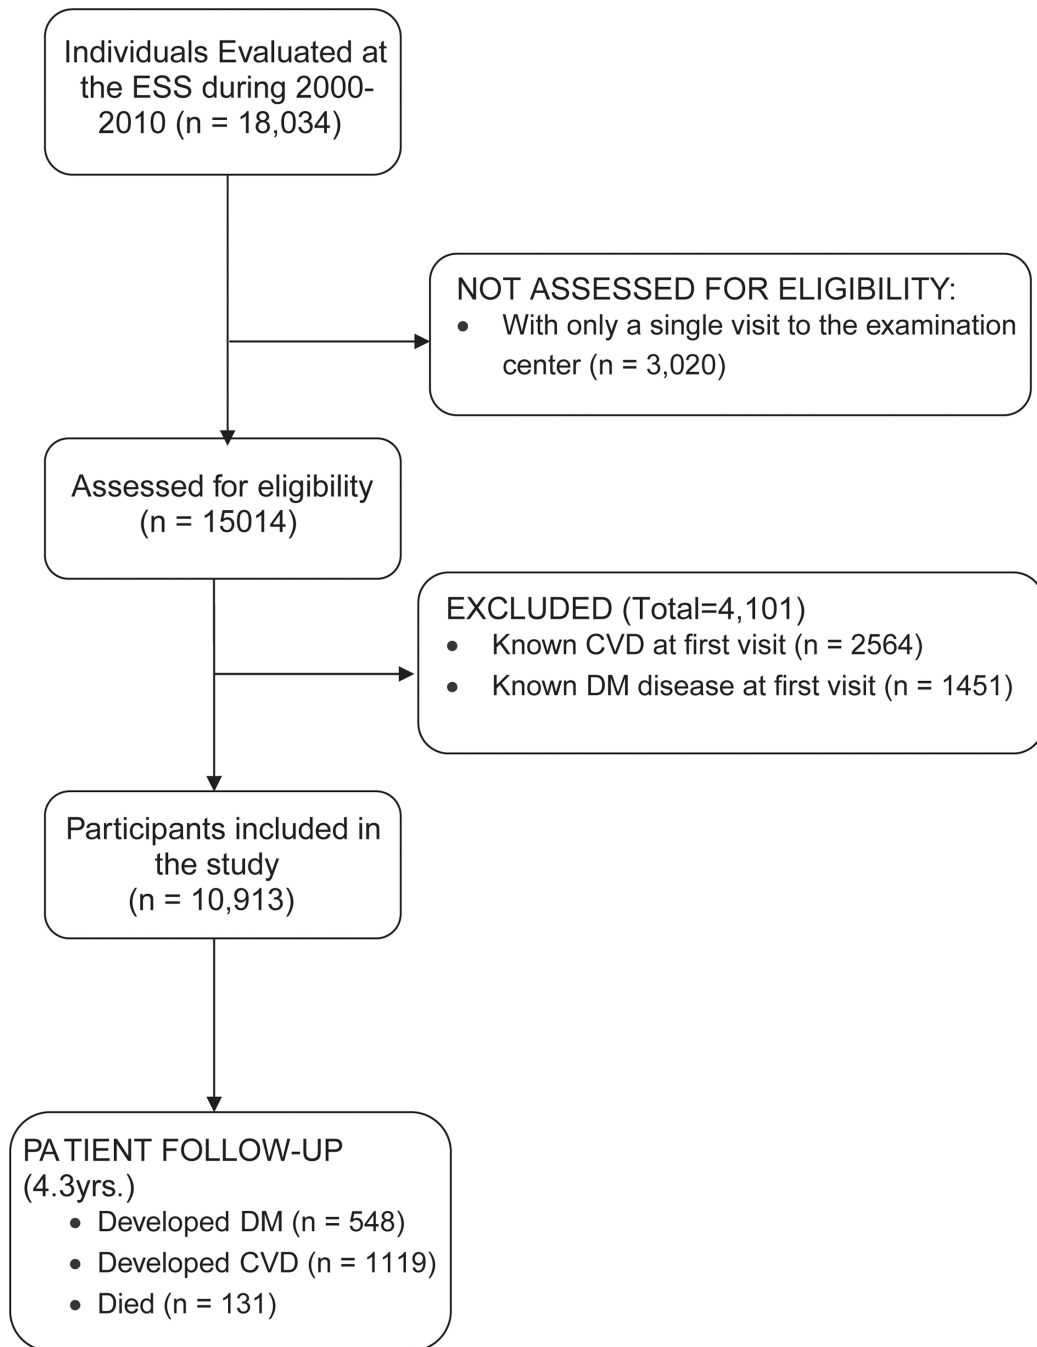 Individuals Evaluated at
the ESS during 2000-
2010 (n = 18,034)
NOT ASSESSED FOR ELIGIBILITY:
• With only a single visit to the examination
center (n = 3,020)
Assessed for eligibility
(n = 15014)
EXCLUDED (Total=4,101)
• Known CVD at first visit (n = 2564)
• Known DM disease at first visit (n = 1451)
Participants included in
the study
(n = 10,913)
PATIENT FOLLOW-UP
(4.3yrs.)
• Developed DM (n = 548)
• Developed CVD (n = 1119)
• Died (n = 131)